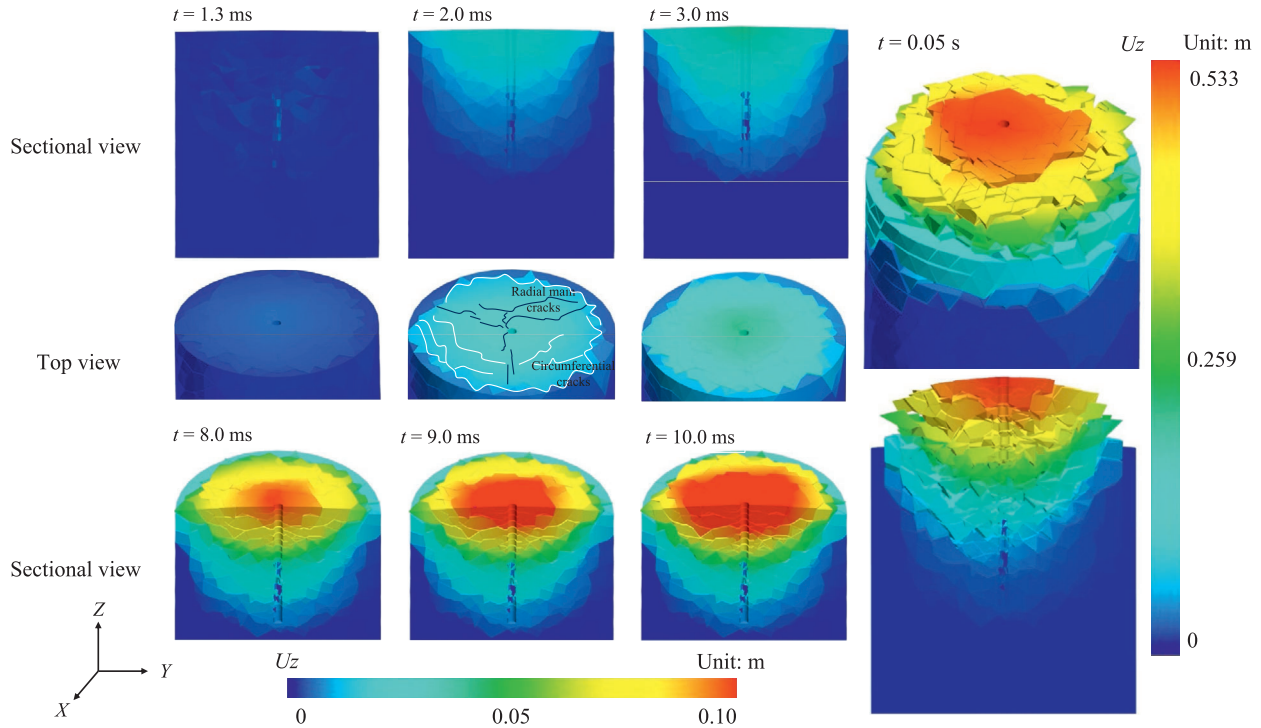 t = 1.3 ms
t = 2.0 ms
t = 3.0 ms
t = 0.05 s
Uz
Unit: m
0.533
Sectional view
Radial main
cracks
Top view
Circumferential
cracks
0.259
t = 8.0 ms
t = 9.0 ms
t = 10.0 ms
Sectional view
0
Z
Y
X
Uz
Unit: m
0
0.05
0.10